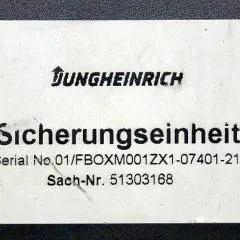 JUNGHEINRICH
Sicherungseinheit
Serial No.01/FBOXM001ZX1-07401-21
Sach-Nr. 51303168